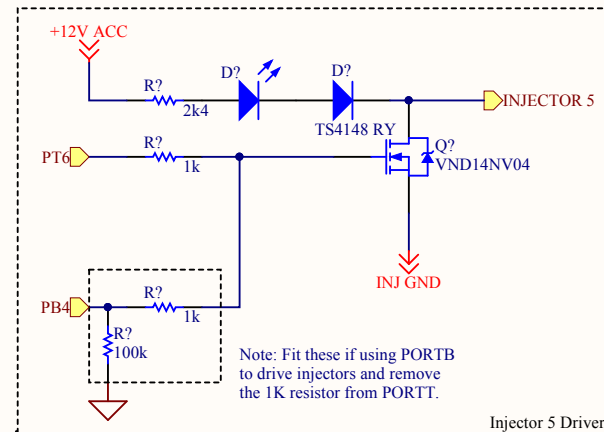 +12V ACC
R?
2k4
D?
D?
TS4148 RY
INJECTOR 5
PT6
R?
1k
Q?
VND14NV04
INJ GND
PB4
R?
1k
R?
100k
Note: Fit these if using PORTB
to drive injectors and remove
the 1K resistor from PORTT.
Injector 5 Driver